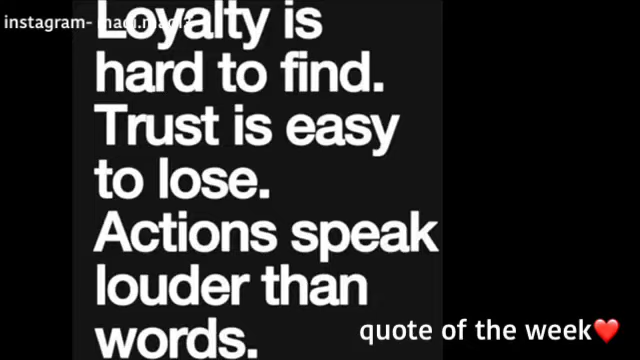 instagram-
Loyalty is
hard to find.
Trust is easy
to lose.
Actions speak
louder than
words.
quote of the week❤️